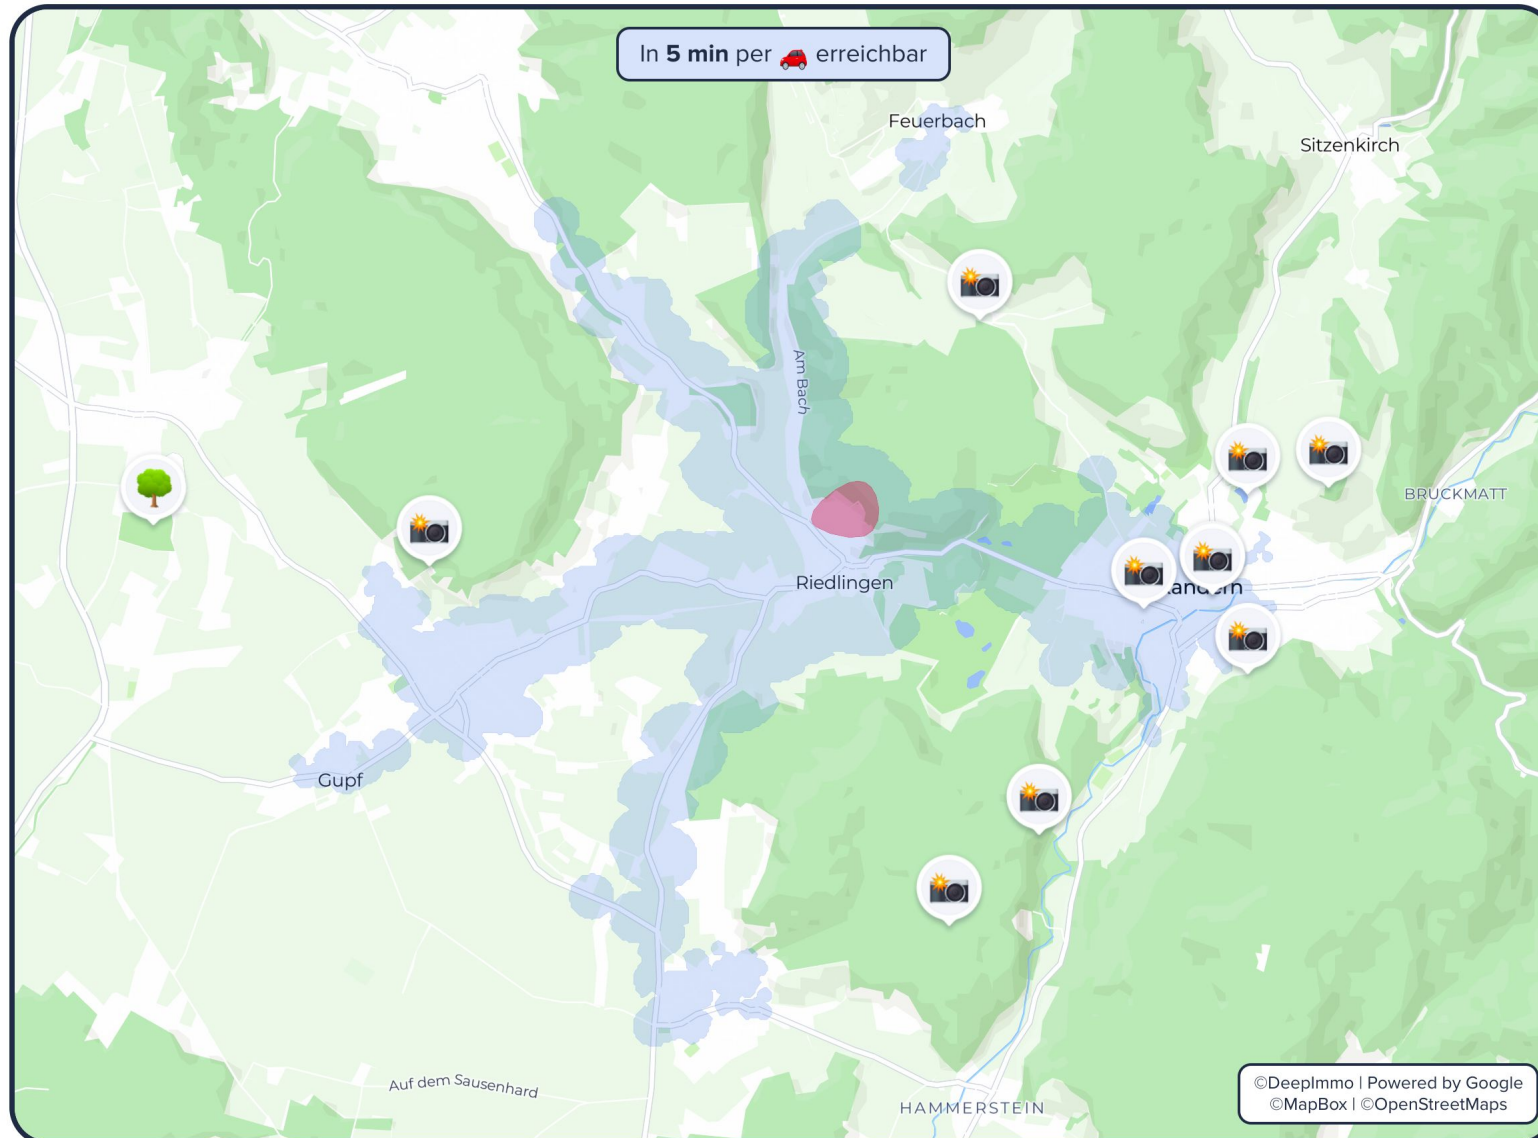 In 5 min per erreichbar
Feuerbach
Sitzenkirch
Am Bach
BRUCKMATT
Riedlingen
Kandern
Gupf
Auf dem Sausenhard
HAMMERSTEIN
©DeepImmo | Powered by Google
©MapBox | ©OpenStreetMaps